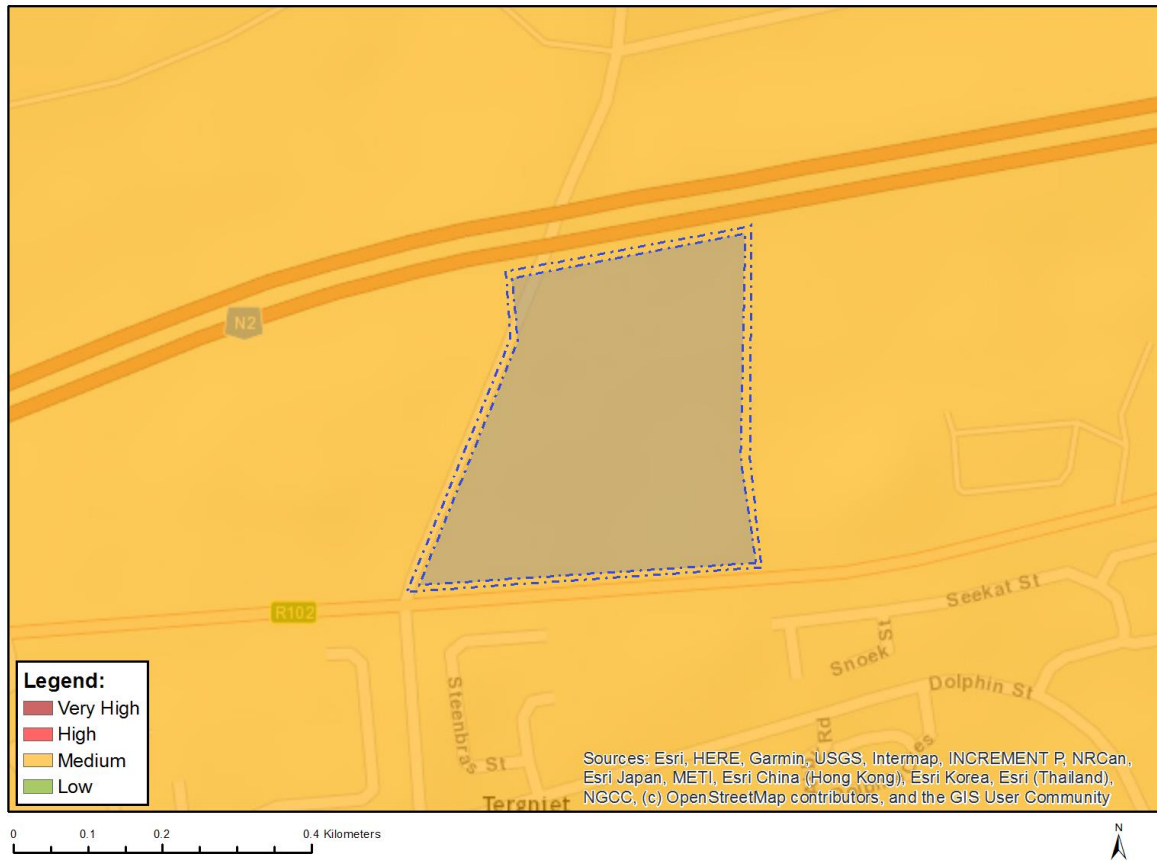 N2
R102
Seekat St
Snoek St
Dolphin St
Steenbras St
Tergniet
Legend:
Very High
High
Medium
Low
Sources: Esri, HERE, Garmin, USGS, Intermap, INCREMENT P, NRCan,
Esri Japan, METI, Esri China (Hong Kong), Esri Korea, Esri (Thailand),
NGCC, (c) OpenStreetMap contributors, and the GIS User Community
0 0.1 0.2 0.4 Kilometers
N